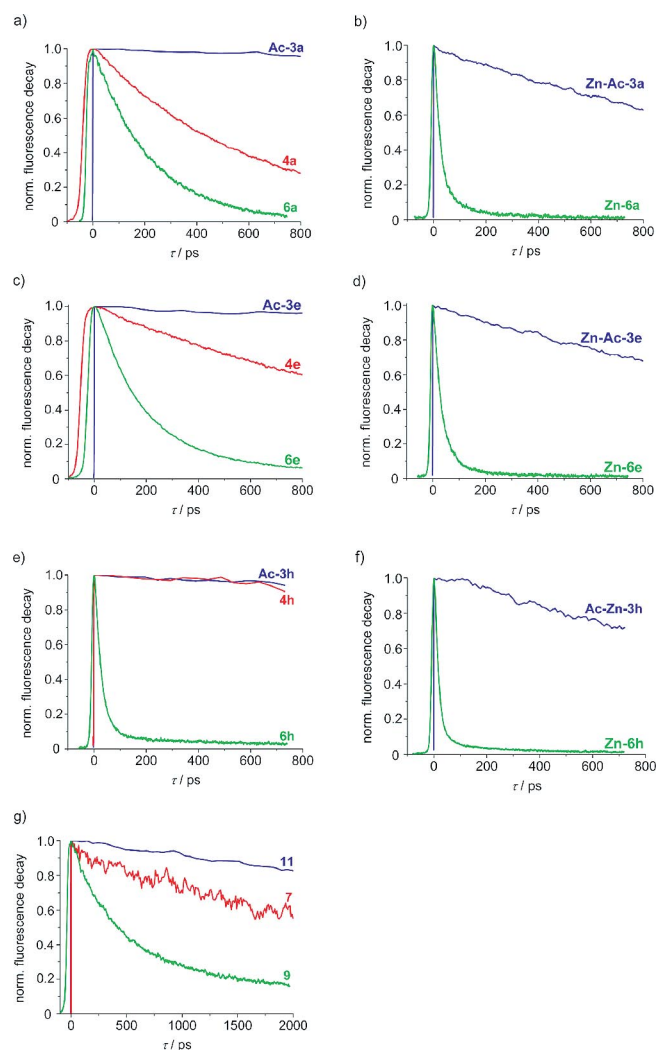 a)
norm. fluorescence decay
1.0
0.8
0.6
0.4
0.2
0
Ac-3a
4a
6a
0 200 400 600 800
τ / ps
b)
norm. fluorescence decay
1.0
0.8
0.6
0.4
0.2
0
Zn-Ac-3a
Zn-6a
0 200 400 600 800
τ / ps
c)
norm. fluorescence decay
1.0
0.8
0.6
0.4
0.2
0
Ac-3e
4e
6e
0 200 400 600 800
τ / ps
d)
norm. fluorescence decay
1.0
0.8
0.6
0.4
0.2
0
Zn-Ac-3e
Zn-6e
0 200 400 600 800
τ / ps
e)
norm. fluorescence decay
1.0
0.8
0.6
0.4
0.2
0
Ac-3h
4h
6h
0 200 400 600 800
τ / ps
f)
norm. fluorescence decay
1.0
0.8
0.6
0.4
0.2
0
Ac-Zn-3h
Zn-6h
0 200 400 600 800
τ / ps
g)
norm. fluorescence decay
1.0
0.8
0.6
0.4
0.2
0
11
7
9
0 500 1000 1500 2000
τ / ps